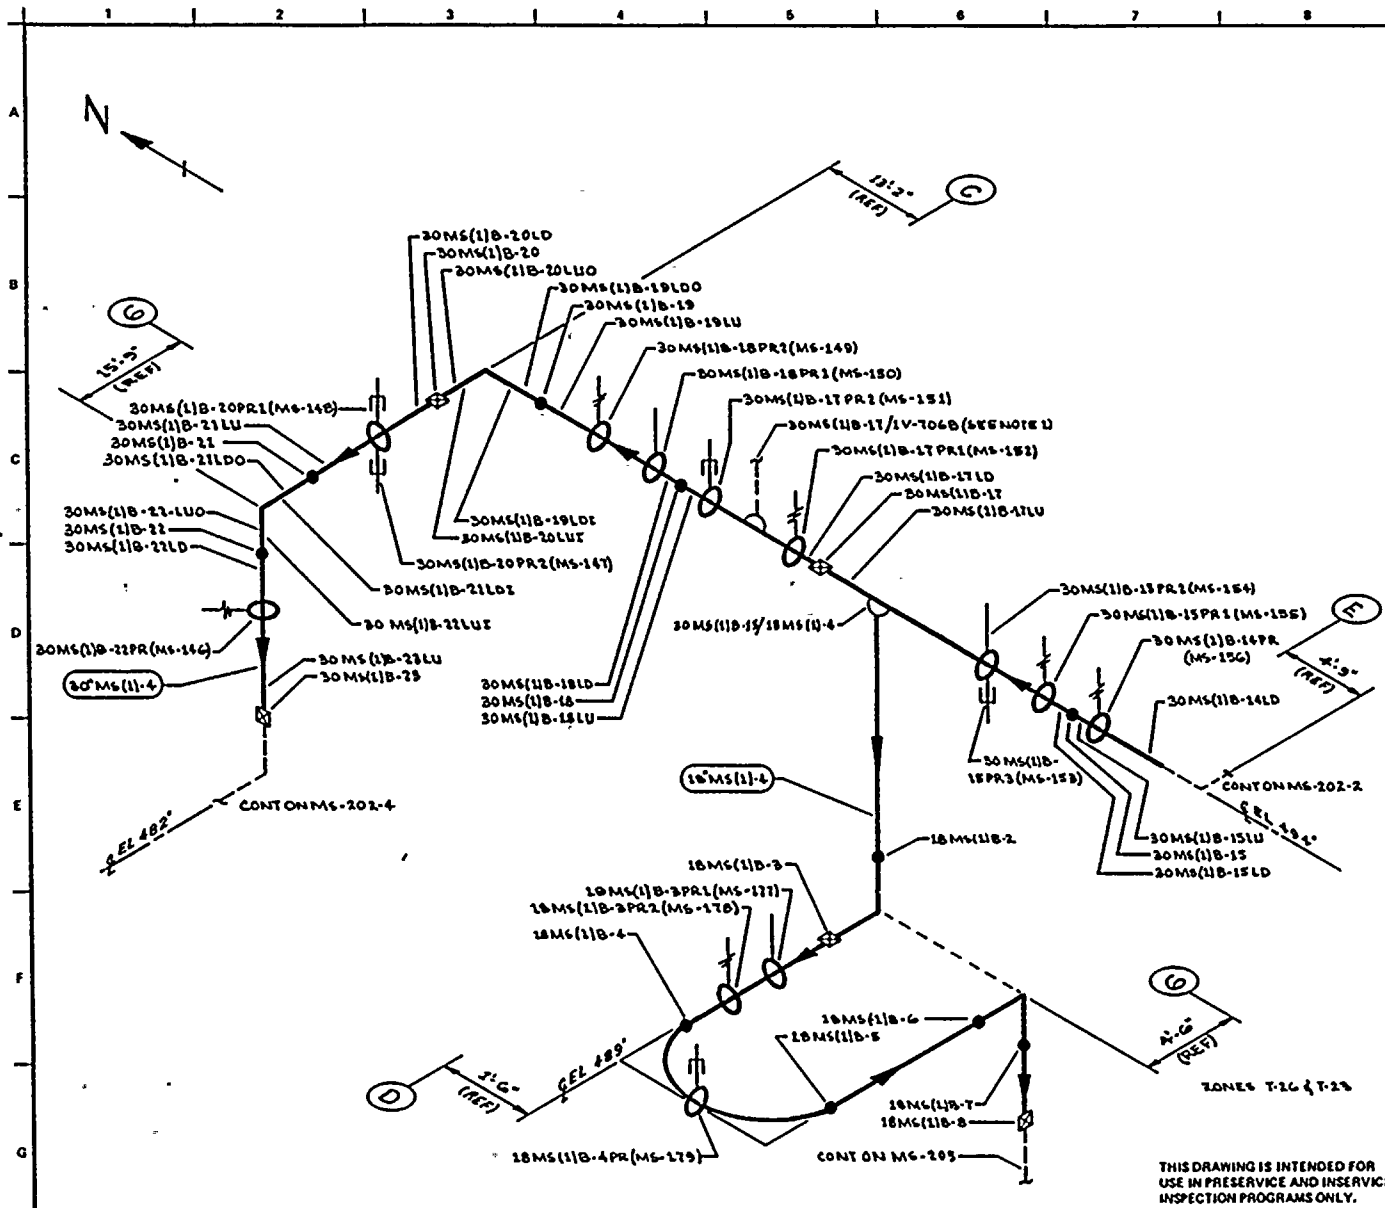 1 2 3 4 5 6 7 8
A
B
C
D
E
F
G
N
13'-2"
(REF)
C
30MS(1)B-20LD
30MS(1)B-20
30MS(1)B-20LUO
30MS(1)B-19LDO
30MS(1)B-19
30MS(1)B-19LU
30MS(1)B-18PR2(MS-149)
30MS(1)B-18PR1(MS-150)
30MS(1)B-17PR2(MS-151)
30MS(1)B-17/1V-706B(SEE NOTE 1)
30MS(1)B-17PR1(MS-152)
30MS(1)B-17LD
30MS(1)B-17
30MS(1)B-17LU
G
15'-9"
(REF)
30MS(1)B-20PR1(MS-148)
30MS(1)B-21LU
30MS(1)B-21
30MS(1)B-21LDO
30MS(1)B-22-LUO
30MS(1)B-22
30MS(1)B-22LD
30MS(1)B-19LDI
30MS(1)B-20LUI
30MS(1)B-20PR2(MS-147)
30MS(1)B-21LDI
30MS(1)B-22LUI
30MS(1)B-22PR(MS-146)
30"MS(1)-4
30MS(1)B-23LU
30MS(1)B-23
30MS(1)B-18LD
30MS(1)B-18
30MS(1)B-18LU
30MS(1)B-15/18MS(1)-4
30MS(1)B-15PR2(MS-154)
30MS(1)B-15PR1(MS-155)
30MS(1)B-14PR
(MS-156)
E
4'-9"
(REF)
30MS(1)B-14LD
30MS(1)B-
15PR3(MS-153)
CONT ON MS-202-2
30MS(1)B-15LU
30MS(1)B-15
30MS(1)B-15LD
CONT ON MS-202-4
EL 482°
18"MS(1)-4
18MS(1)B-2
18MS(1)B-3
18MS(1)B-3PR1(MS-177)
18MS(1)B-3PR2(MS-178)
18MS(1)B-4
18MS(1)B-6
18MS(1)B-5
G
4'-6"
(REF)
EL 489°
D
(REF)
18MS(1)B-7
18MS(1)B-8
18MS(1)B-4PR(MS-179)
CONT ON MS-205
ZONES T-26 & T-28
THIS DRAWING IS INTENDED FOR
USE IN PRESERVICE AND INSERVIC
INSPECTION PROGRAMS ONLY.